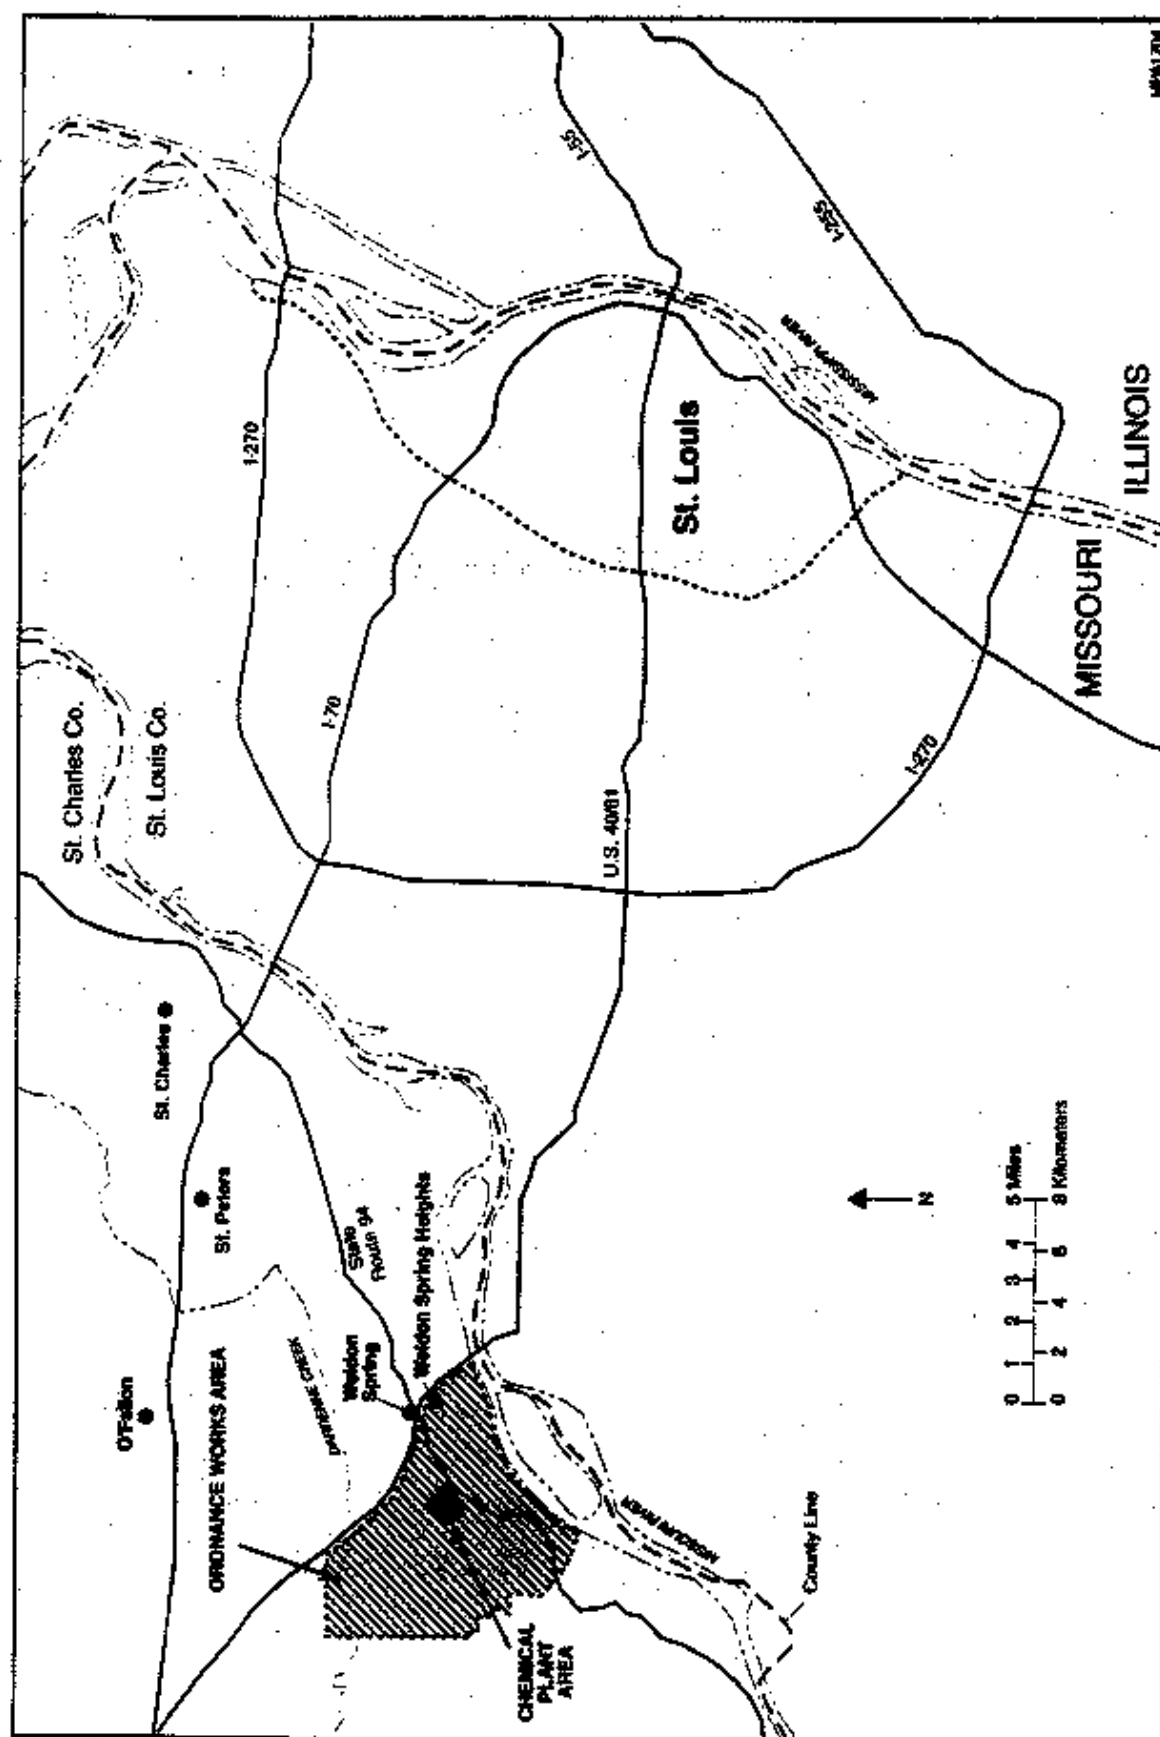 St. Charles Co.
St. Louis Co.
I-270
I-70
I-55
I-255
MISSISSIPPI RIVER
St. Louis
U.S. 40/61
I-270
MISSOURI
ILLINOIS
St. Charles
St. Peters
O'Fallon
State
Route 94
Weldon
Spring
Weldon Spring Heights
DARDENNE CREEK
ORDNANCE WORKS AREA
CHEMICAL
PLANT
AREA
MISSOURI RIVER
County Line
N
0 1 2 3 4 5 Miles
0 2 4 6 8 Kilometers